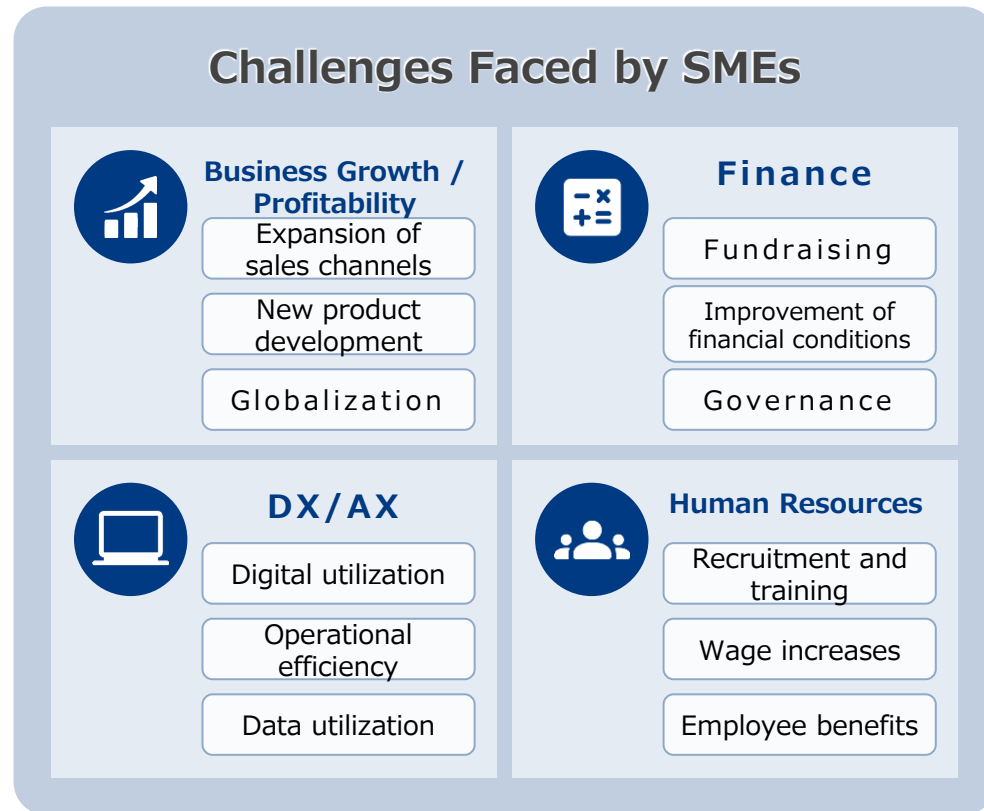 Challenges Faced by SMEs
Business Growth /
Profitability
Expansion of
sales channels
New product
development
Globalization
Finance
Fundraising
Improvement of
financial conditions
Governance
DX/AX
Digital utilization
Operational
efficiency
Data utilization
Human Resources
Recruitment and
training
Wage increases
Employee benefits